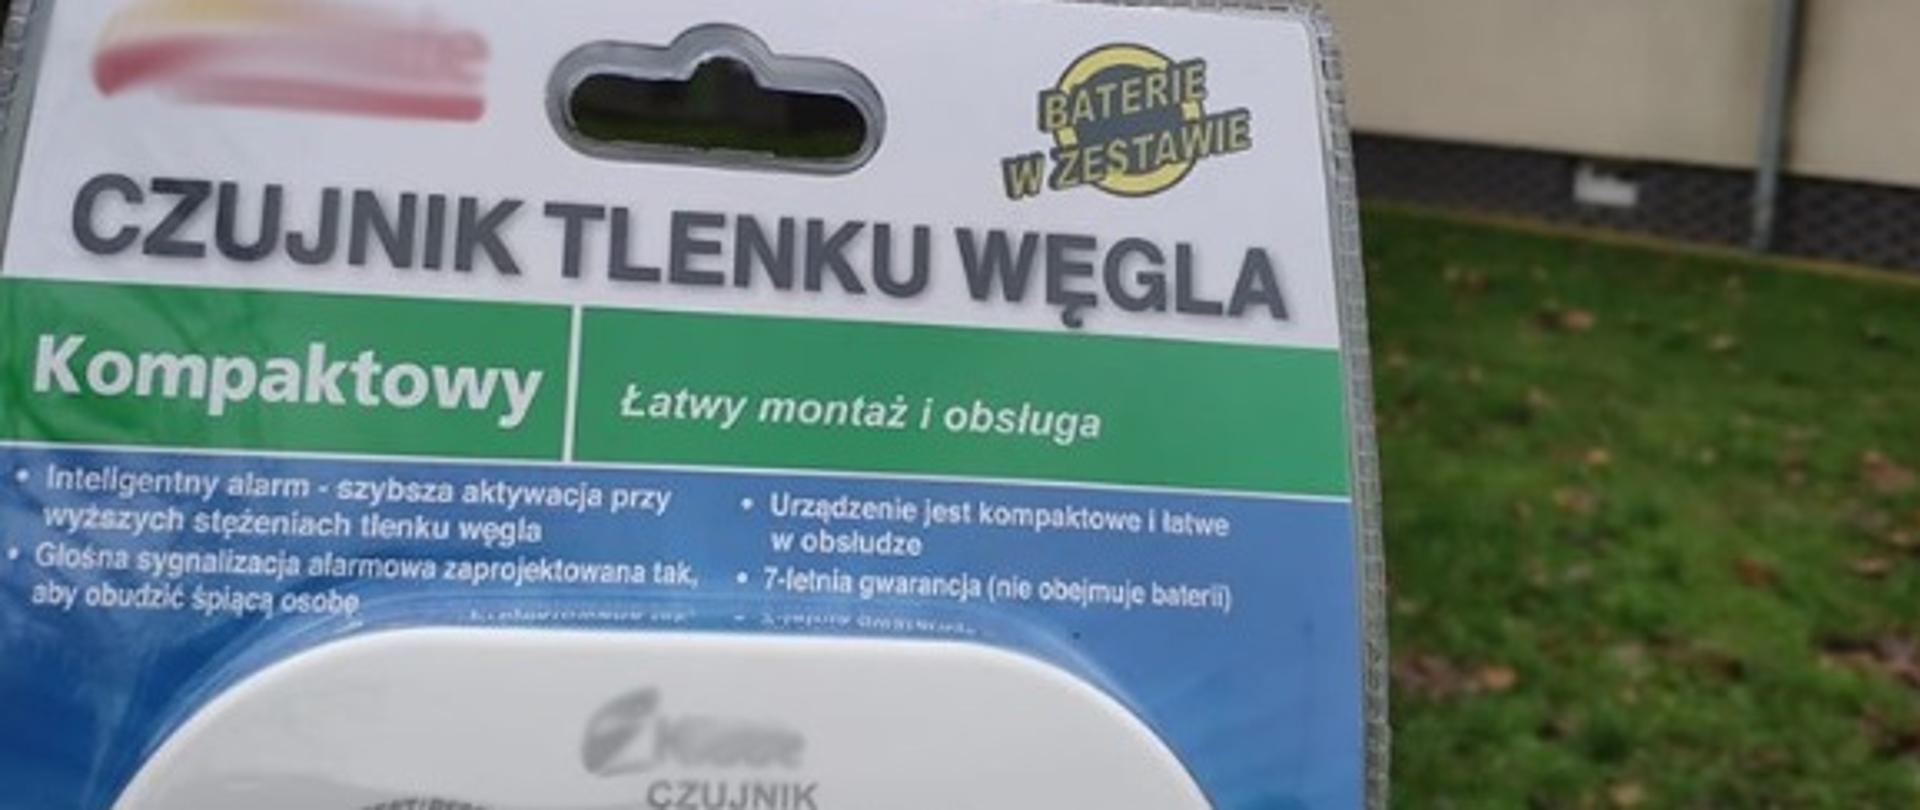 BATERIE
W ZESTAWIE
CZUJNIK TLENKU WĘGLA
Kompaktowy
Łatwy montaż i obsługa
• Inteligentny alarm - szybsza aktywacja przy
wyższych stężeniach tlenku węgla
• Głośna sygnalizacja alarmowa zaprojektowana tak,
aby obudzić śpiącą osobę
• Urządzenie jest kompaktowe i łatwe
w obsłudze
• 7-letnia gwarancja (nie obejmuje baterii)
CZUJNIK